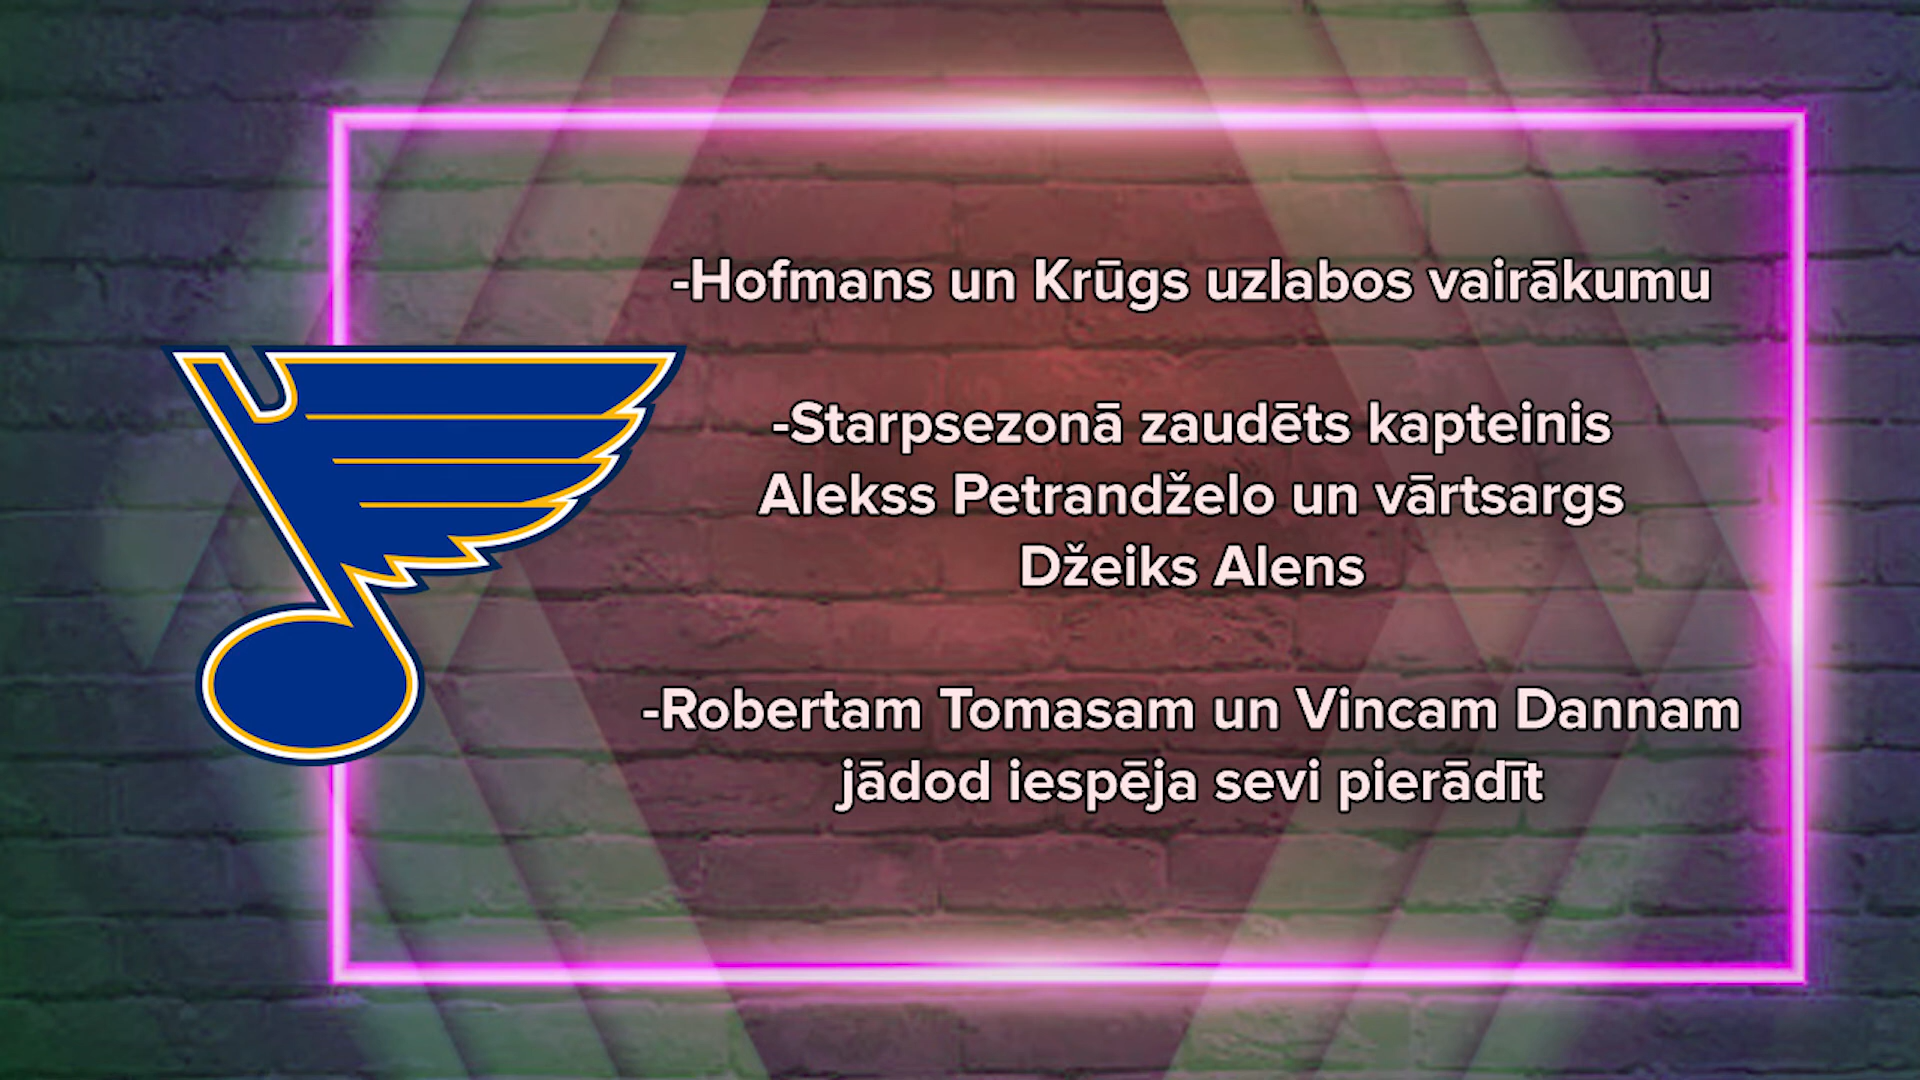 -Hofmans un Krūgs uzlabos vairākumu
-Starpsezonā zaudēts kapteinis
Alekss Petrandželo un vārtsargs
Džeiks Alens
-Robertam Tomasam un Vincam Dannam
jādod iespēja sevi pierādīt